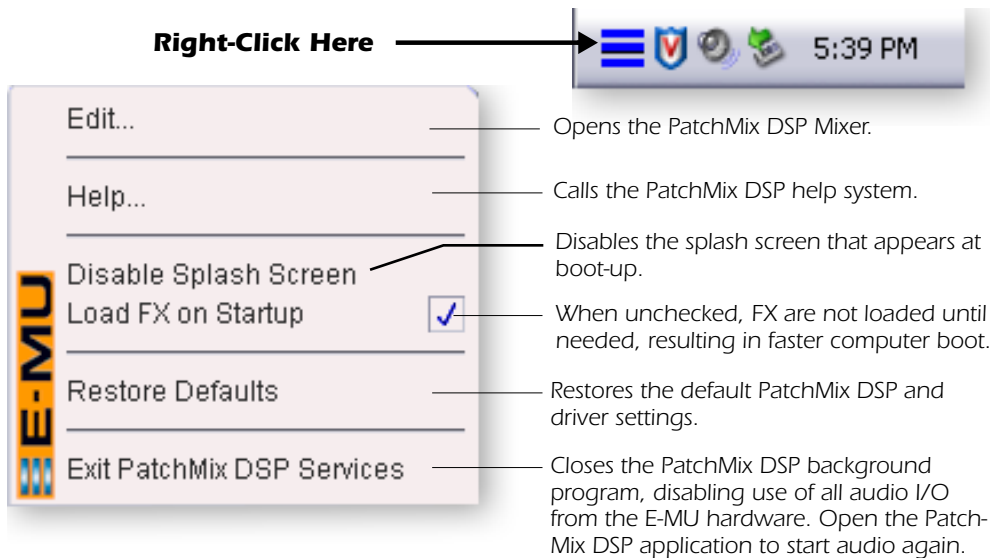 Right-Click Here
5:39 PM
Edit...
Opens the PatchMix DSP Mixer.
Help...
Calls the PatchMix DSP help system.
Disable Splash Screen
Disables the splash screen that appears at
boot-up.
Load FX on Startup
When unchecked, FX are not loaded until
needed, resulting in faster computer boot.
Restore Defaults
Restores the default PatchMix DSP and
driver settings.
Exit PatchMix DSP Services
Closes the PatchMix DSP background
program, disabling use of all audio I/O
from the E-MU hardware. Open the Patch-
Mix DSP application to start audio again.
E-MU
V